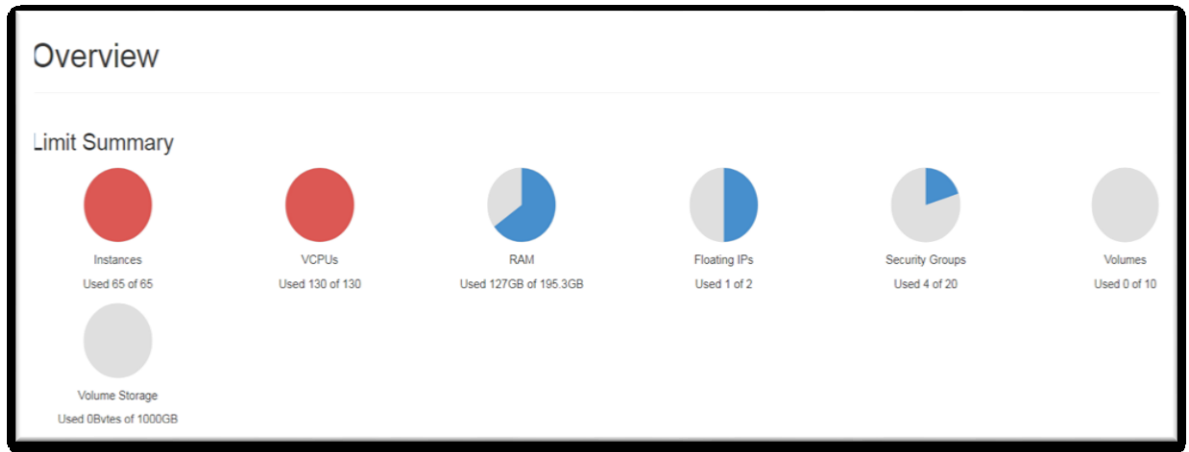 Overview
Limit Summary
Instances
Used 65 of 65
VCPUs
Used 130 of 130
RAM
Used 127GB of 195.3GB
Floating IPs
Used 1 of 2
Security Groups
Used 4 of 20
Volumes
Used 0 of 10
Volume Storage
Used 0Bytes of 1000GB